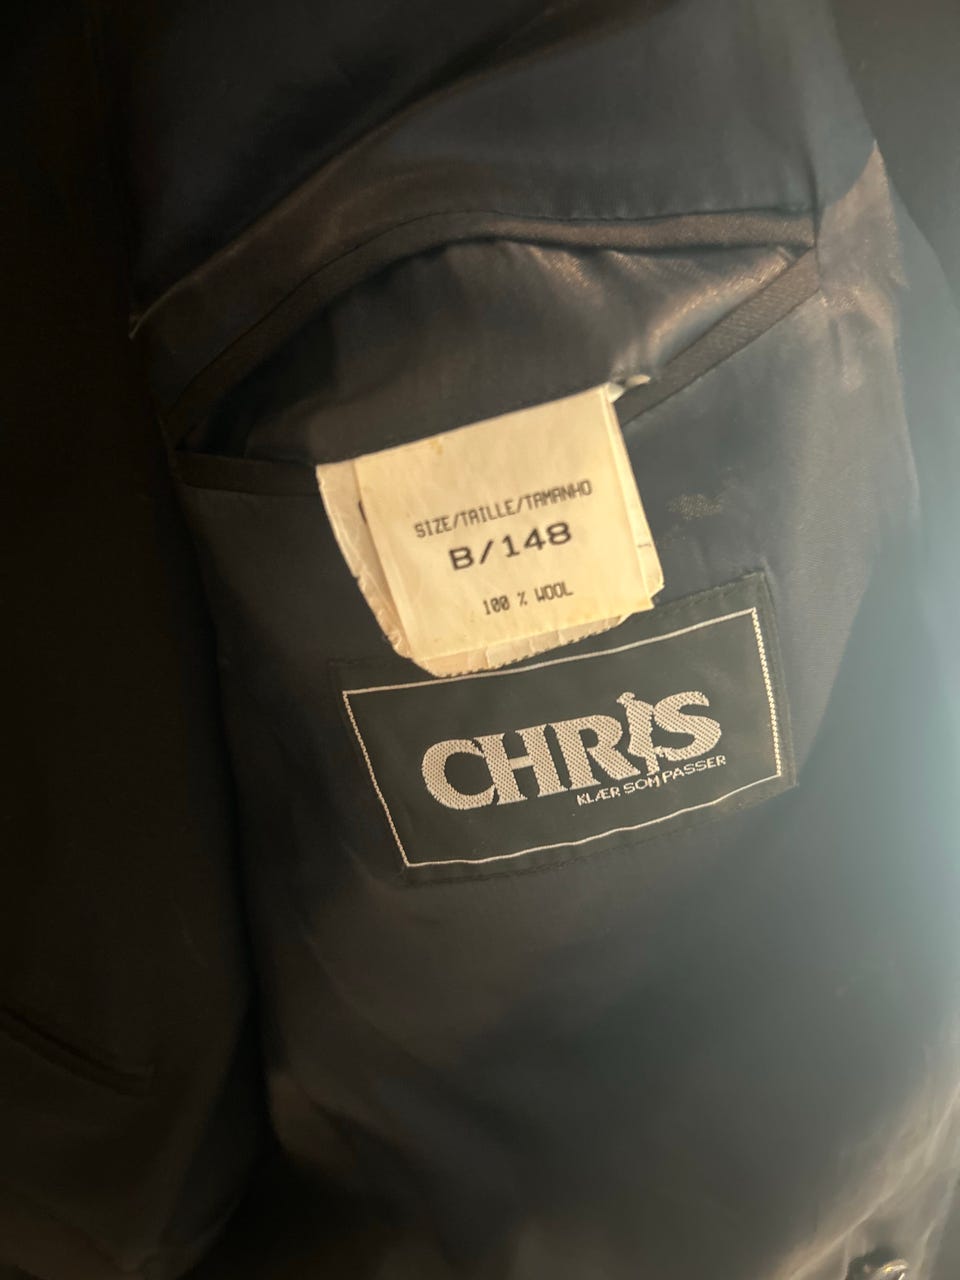 SIZE/TAILLE/TAMANHO
B/148
100 % WOOL
CHRIS
KLÆR SOM PASSER